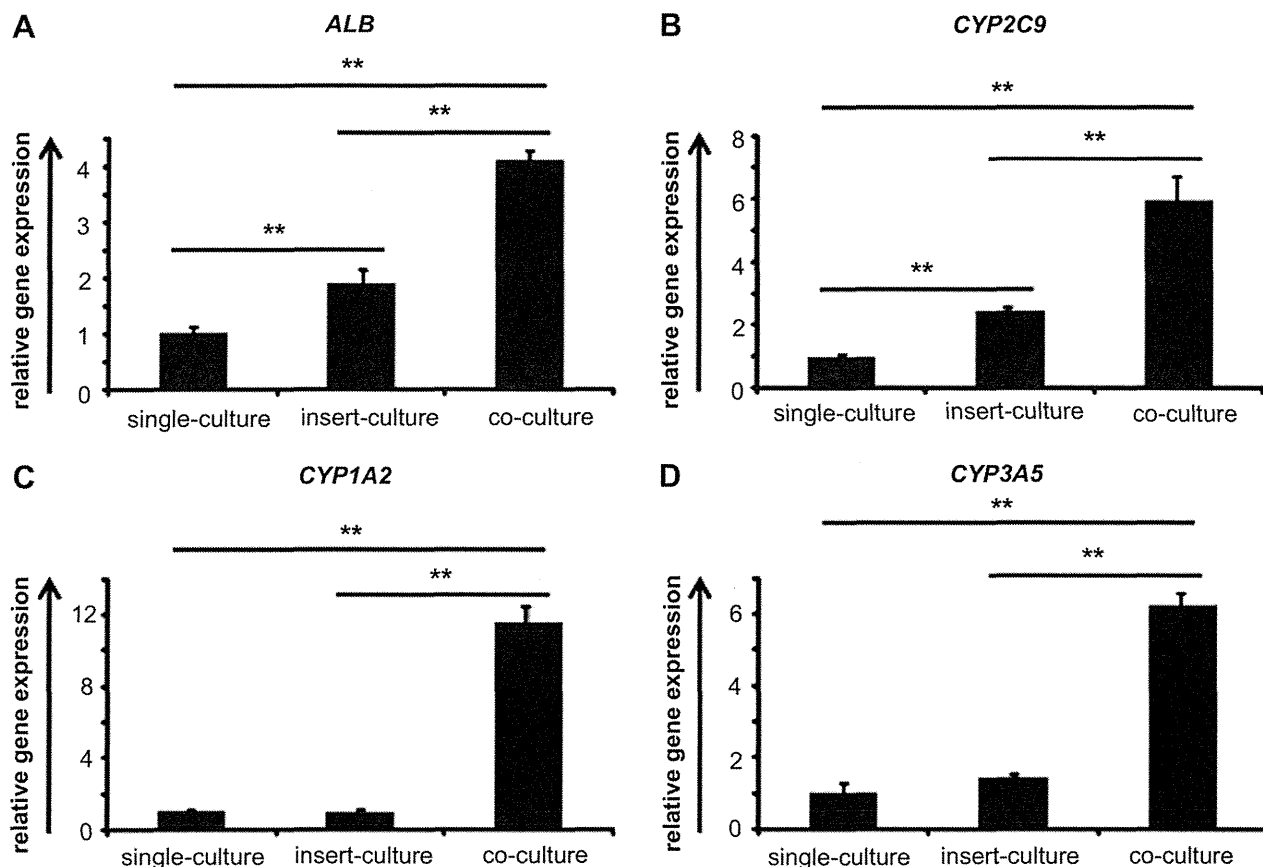 A
ALB
**
**
**
relative gene expression
4
3
2
1
0
single-culture
insert-culture
co-culture
B
CYP2C9
**
**
**
relative gene expression
8
6
4
2
0
single-culture
insert-culture
co-culture
C
CYP1A2
**
**
relative gene expression
12
8
4
0
single-culture
insert-culture
co-culture
D
CYP3A5
**
**
relative gene expression
6
4
2
0
single-culture
insert-culture
co-culture